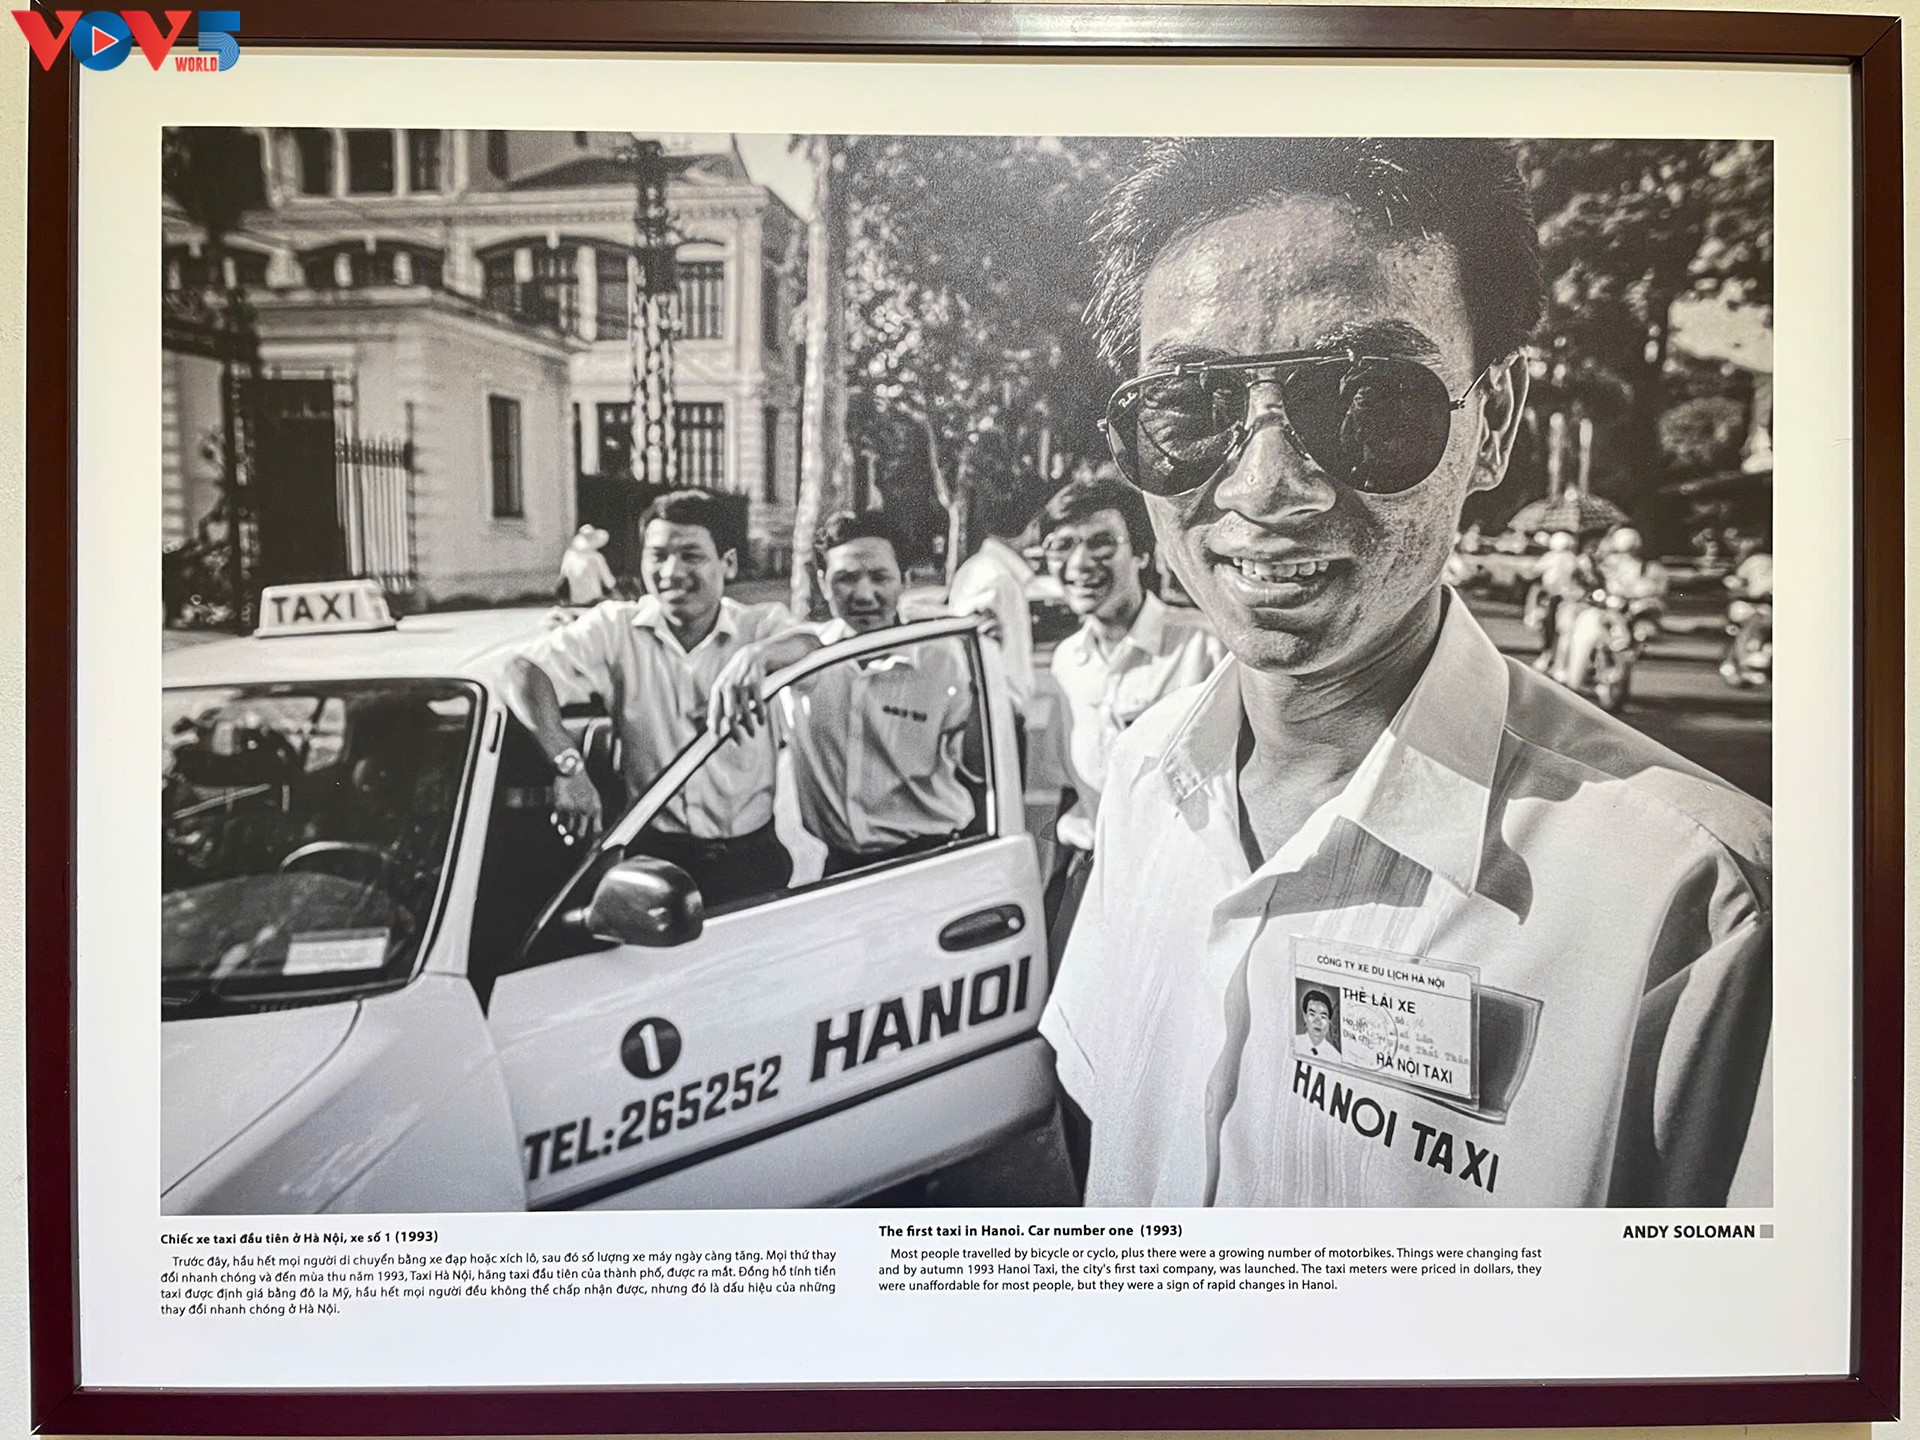 VOV5
WORLD
TAXI
Ray-Ban
1
TEL:265252 HANOI
CÔNG TY XE DU LỊCH HÀ NỘI
THẺ LÁI XE
Số:
HÀ NỘI TAXI
HANOI TAXI
Chiếc xe taxi đầu tiên ở Hà Nội, xe số 1 (1993)
Trước đây, hầu hết mọi người di chuyển bằng xe đạp hoặc xích lô, sau đó số lượng xe máy ngày càng tăng. Mọi thứ thay
đổi nhanh chóng và đến mùa thu năm 1993, Taxi Hà Nội, hãng taxi đầu tiên của thành phố, được ra mắt. Đồng hồ tính tiền
taxi được định giá bằng đô la Mỹ, hầu hết mọi người đều không thể chấp nhận được, nhưng đó là dấu hiệu của những
thay đổi nhanh chóng ở Hà Nội.
The first taxi in Hanoi. Car number one (1993)
Most people travelled by bicycle or cyclo, plus there were a growing number of motorbikes. Things were changing fast
and by autumn 1993 Hanoi Taxi, the city's first taxi company, was launched. The taxi meters were priced in dollars, they
were unaffordable for most people, but they were a sign of rapid changes in Hanoi.
ANDY SOLOMAN